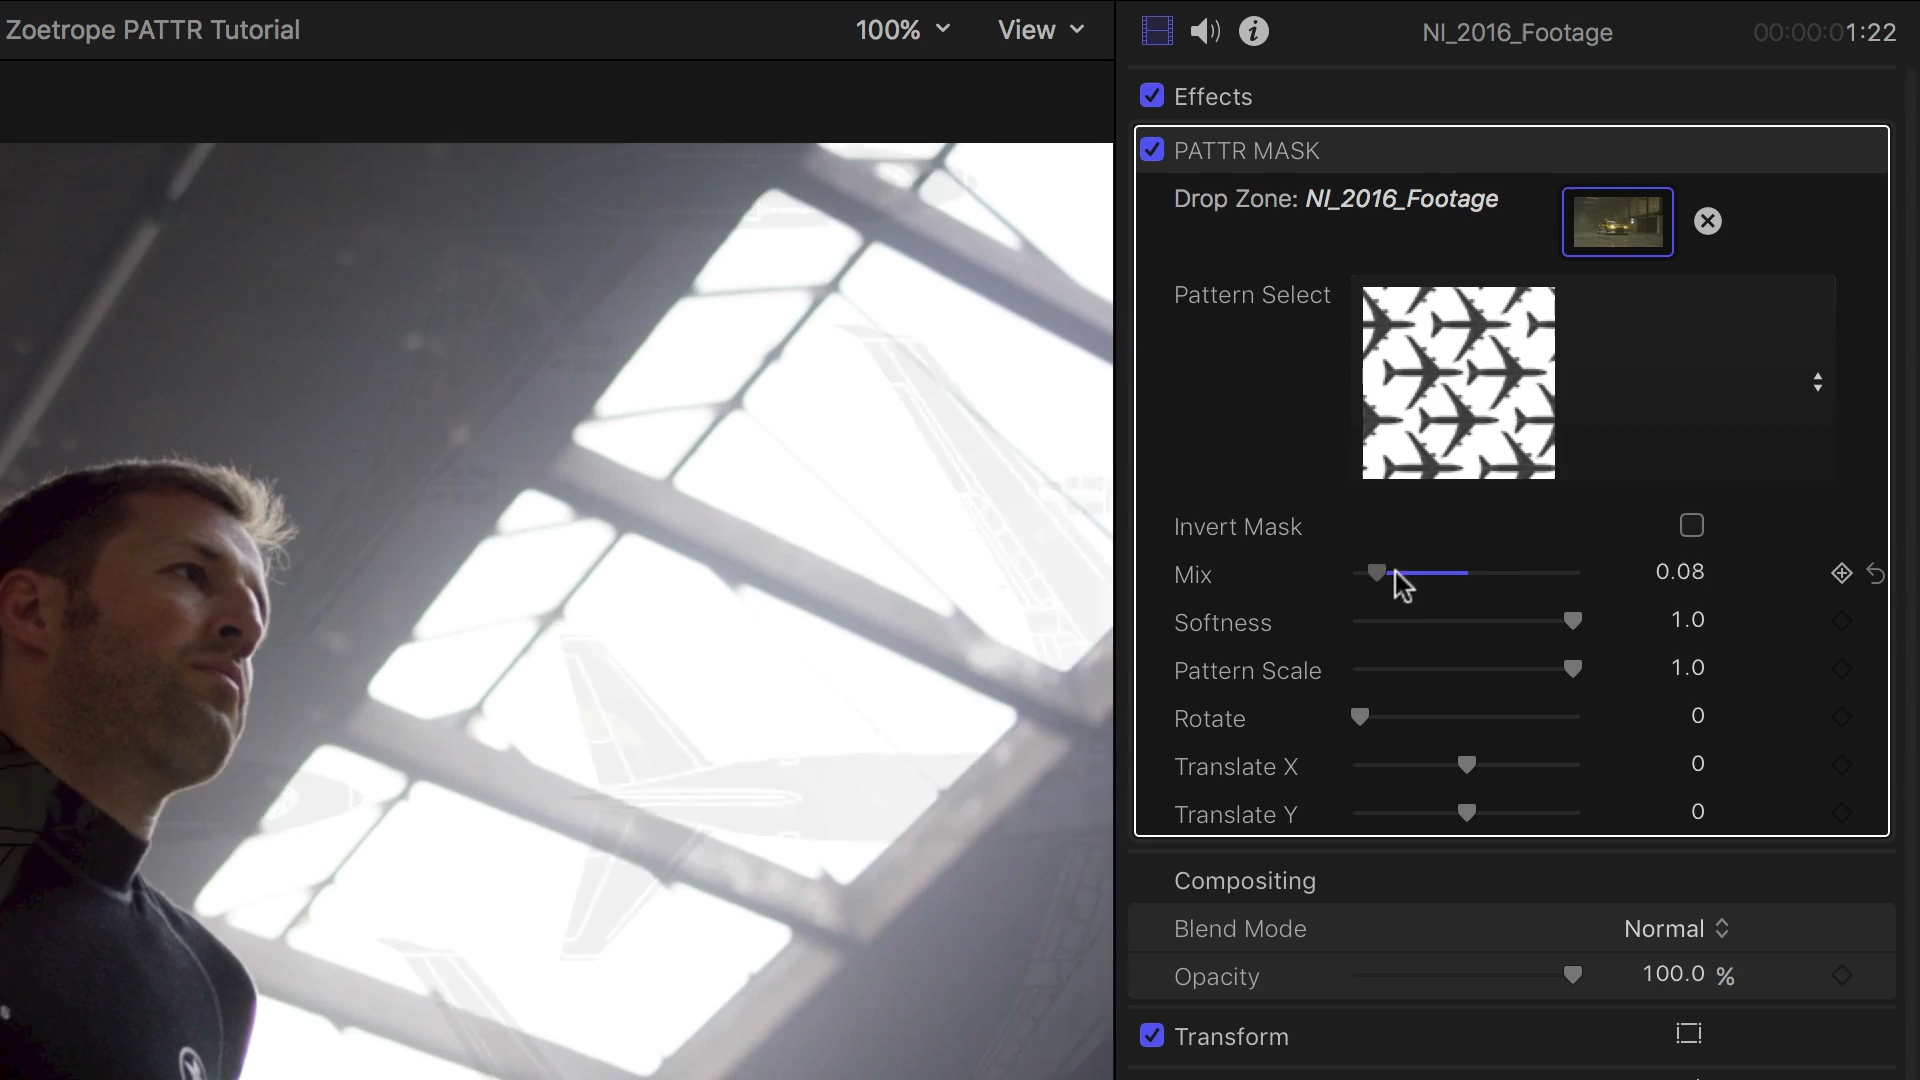 Zoetrope PATTR Tutorial
100%
View
NI_2016_Footage
00:00:01:22
Effects
PATTR MASK
Drop Zone: NI_2016_Footage
Pattern Select
Invert Mask
Mix
0.08
Softness
1.0
Pattern Scale
1.0
Rotate
0
Translate X
0
Translate Y
0
Compositing
Blend Mode
Normal
Opacity
100.0 %
Transform